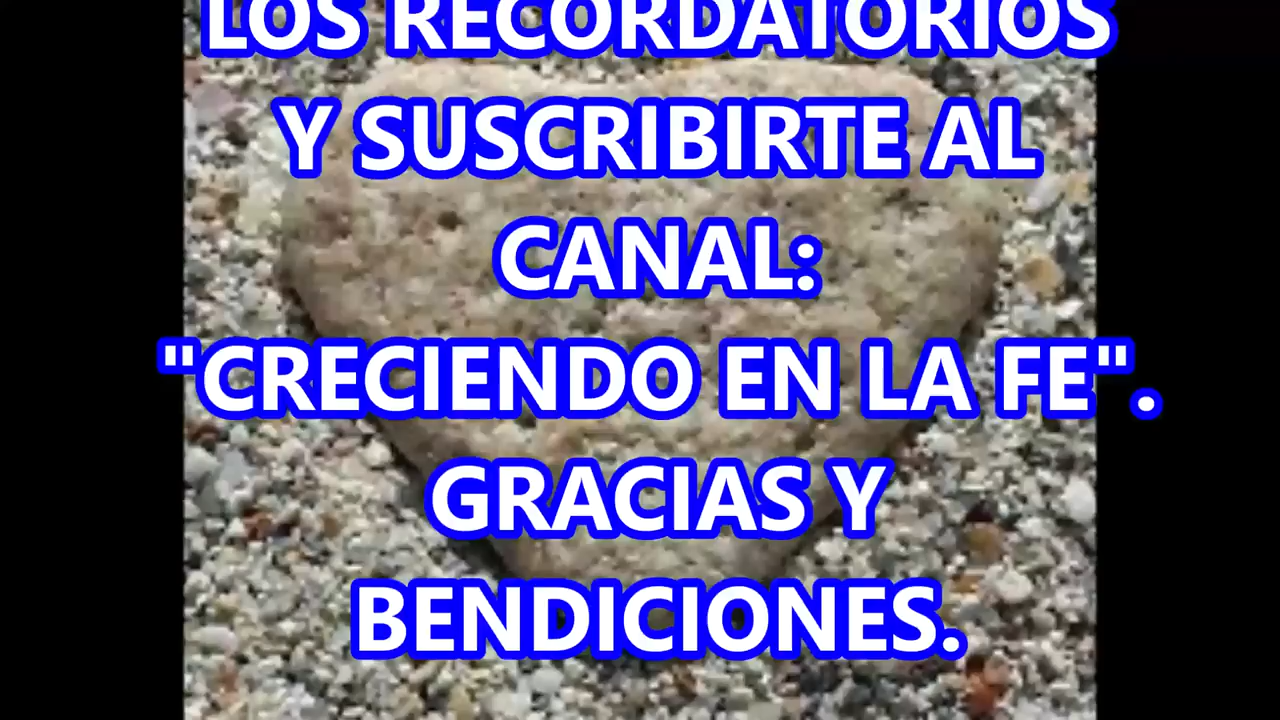 LOS RECORDATORIOS
Y SUSCRIBIRTE AL
CANAL:
"CRECIENDO EN LA FE".
GRACIAS Y
BENDICIONES.